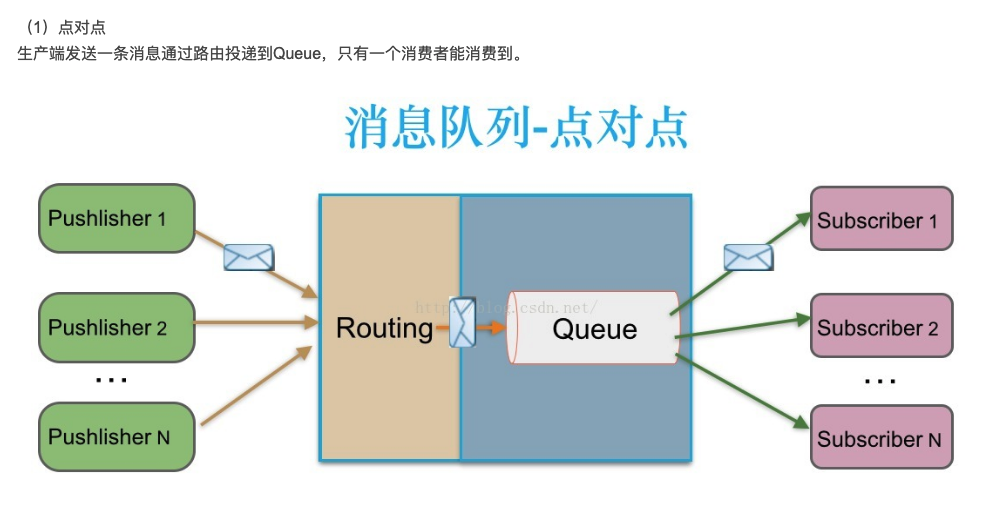 （1）点对点
生产端发送一条消息通过路由投递到Queue，只有一个消费者能消费到。
消息队列-点对点
Pushlisher 1
Subscriber 1
http://blog.csdn.net/
Pushlisher 2
Routing
Queue
Subscriber 2
...
...
Pushlisher N
Subscriber N